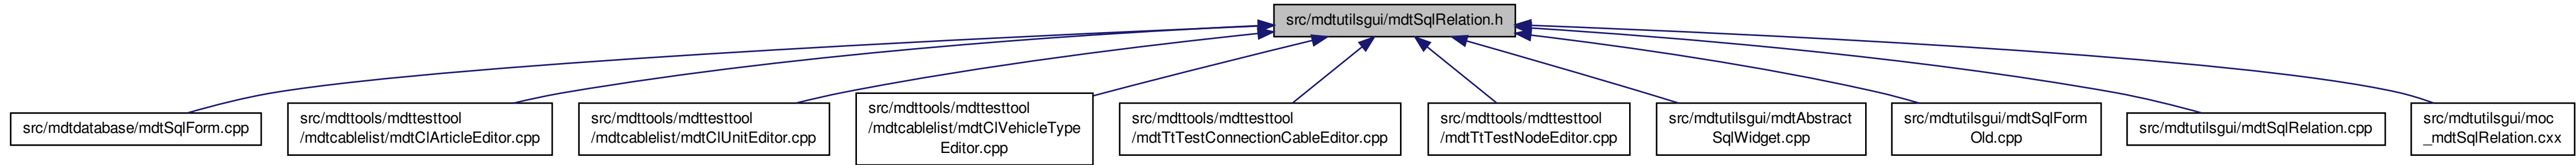 src/mdtutilsgui/mdtSqlRelation.h
src/mdtdatabase/mdtSqlForm.cpp
src/mdttools/mdttesttool
/mdtcablelist/mdtClArticleEditor.cpp
src/mdttools/mdttesttool
/mdtcablelist/mdtClUnitEditor.cpp
src/mdttools/mdttesttool
/mdtcablelist/mdtClVehicleType
Editor.cpp
src/mdttools/mdttesttool
/mdtTtTestConnectionCableEditor.cpp
src/mdttools/mdttesttool
/mdtTtTestNodeEditor.cpp
src/mdtutilsgui/mdtAbstract
SqlWidget.cpp
src/mdtutilsgui/mdtSqlForm
Old.cpp
src/mdtutilsgui/mdtSqlRelation.cpp
src/mdtutilsgui/moc
_mdtSqlRelation.cxx